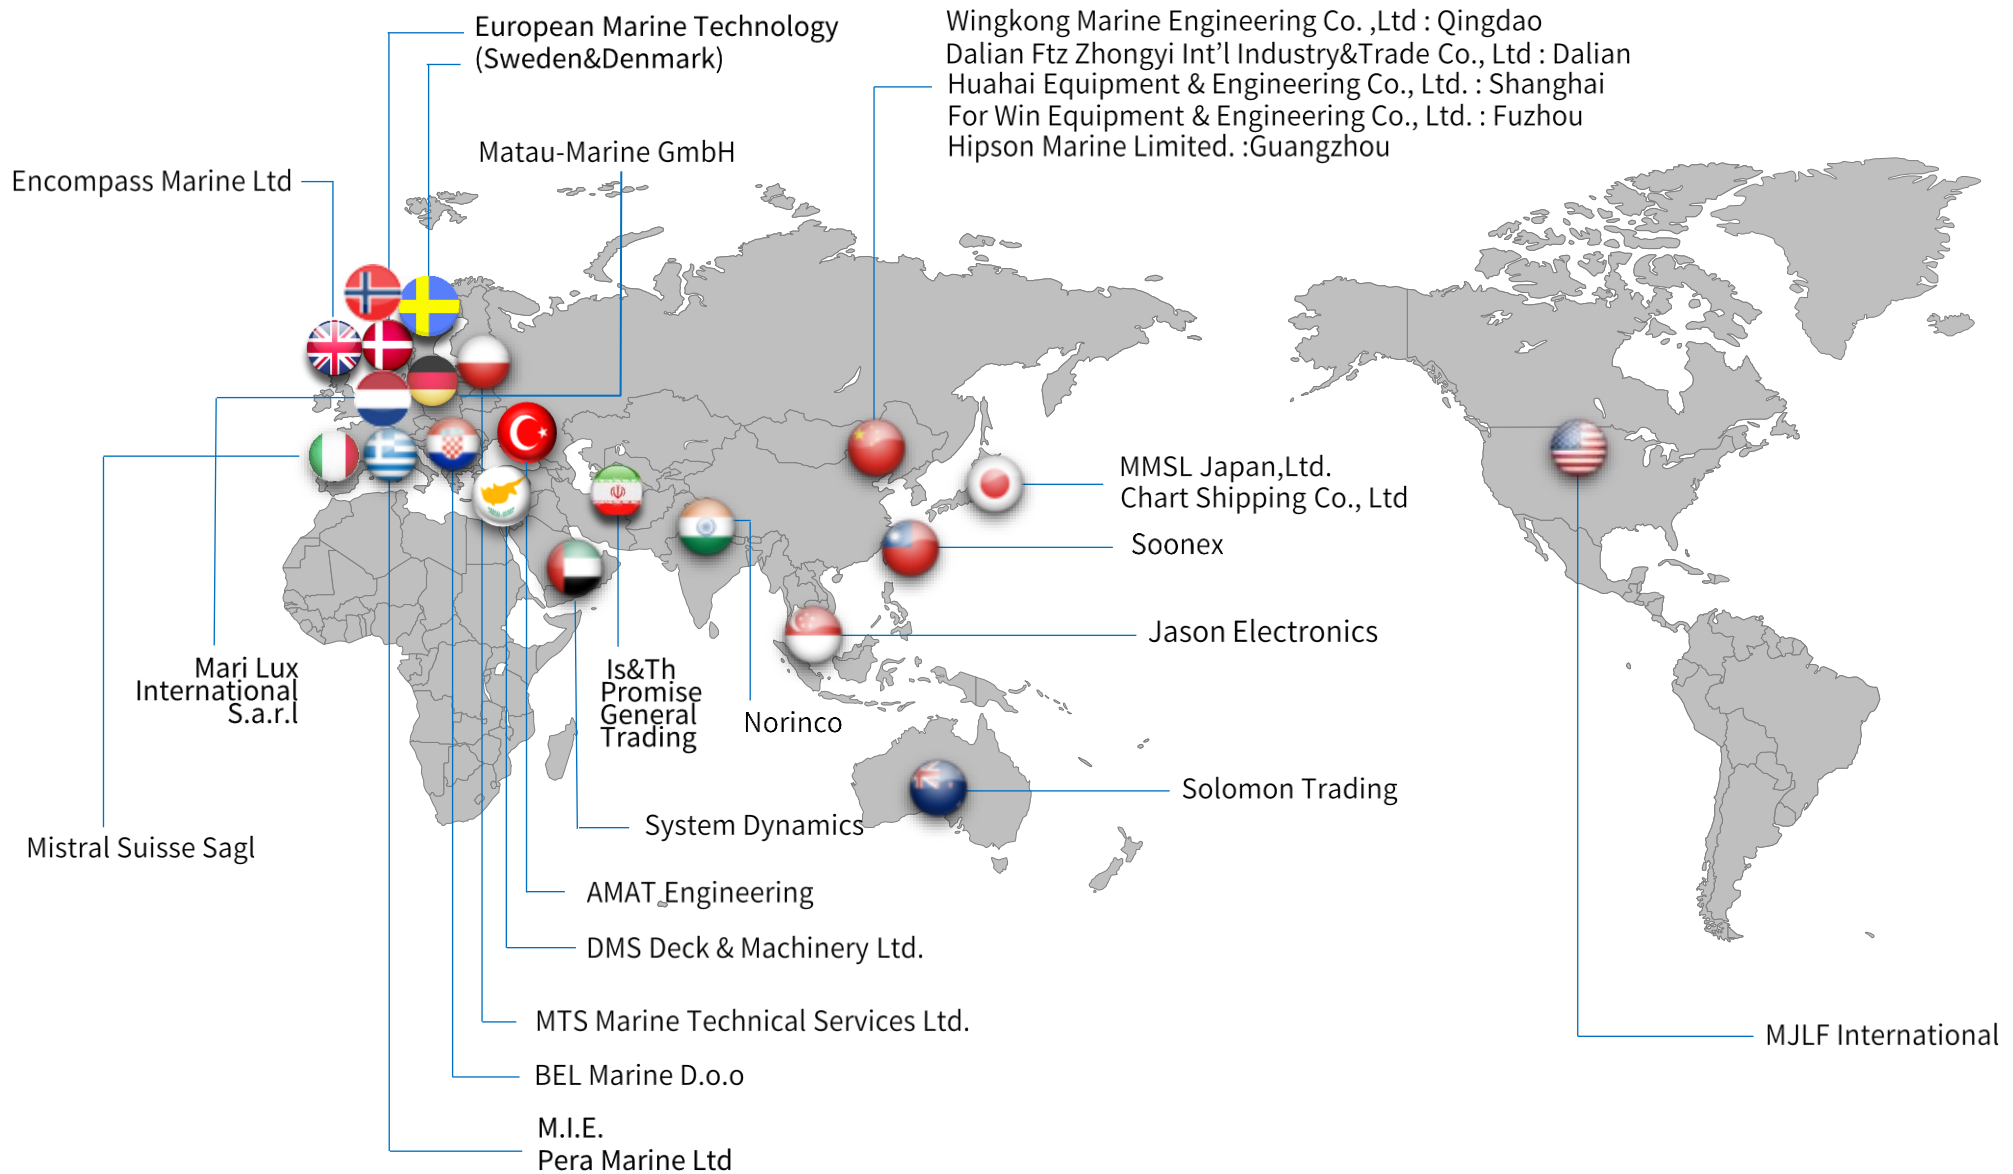 European Marine Technology
(Sweden&Denmark)
Wingkong Marine Engineering Co. ,Ltd : Qingdao
Dalian Ftz Zhongyi Int’l Industry&Trade Co., Ltd : Dalian
Huahai Equipment & Engineering Co., Ltd. : Shanghai
For Win Equipment & Engineering Co., Ltd. : Fuzhou
Hipson Marine Limited. :Guangzhou
Matau-Marine GmbH
Encompass Marine Ltd
MMSL Japan,Ltd.
Chart Shipping Co., Ltd
Soonex
Jason Electronics
Mari Lux
International
S.a.r.l
Is&Th
Promise
General
Trading
Norinco
Solomon Trading
System Dynamics
Mistral Suisse Sagl
AMAT Engineering
DMS Deck & Machinery Ltd.
MTS Marine Technical Services Ltd.
MJLF International
BEL Marine D.o.o
M.I.E.
Pera Marine Ltd